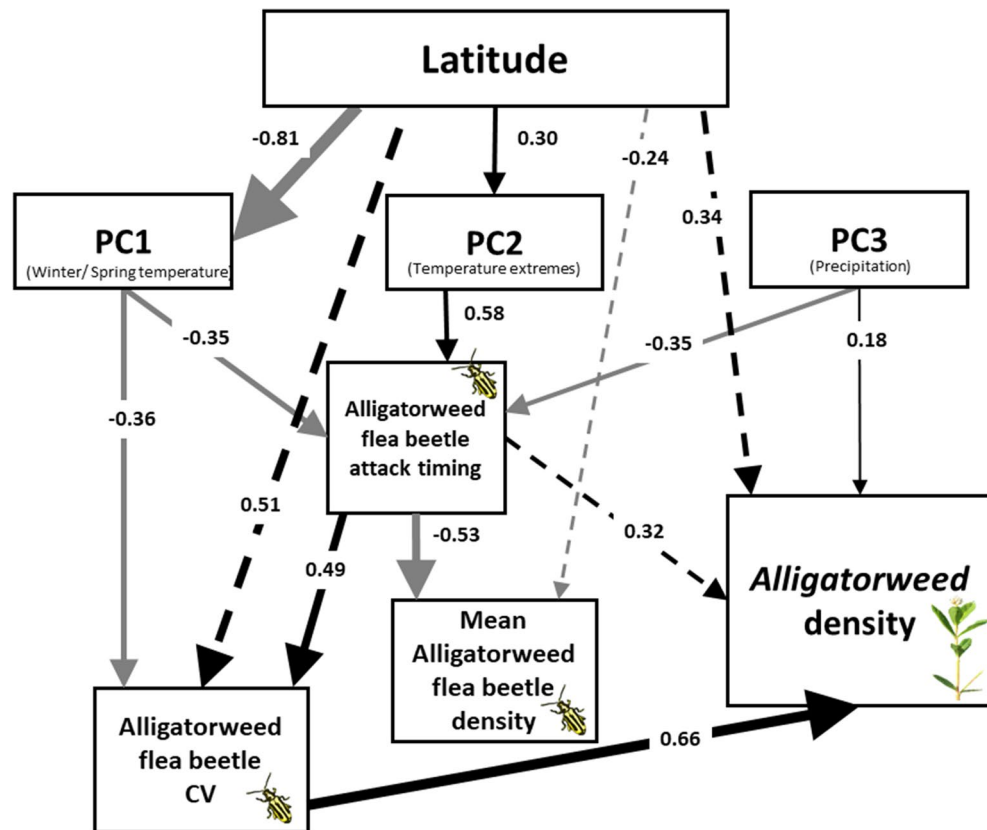 Latitude
-0.81
0.30
-0.24
0.34
PC1
(Winter/ Spring temperature)
PC2
(Temperature extremes)
PC3
(Precipitation)
-0.35
0.58
-0.35
0.18
-0.36
Alligatorweed
flea beetle
attack timing
0.51
0.49
-0.53
0.32
Alligatorweed
density
Mean
Alligatorweed
flea beetle
density
Alligatorweed
flea beetle
CV
0.66